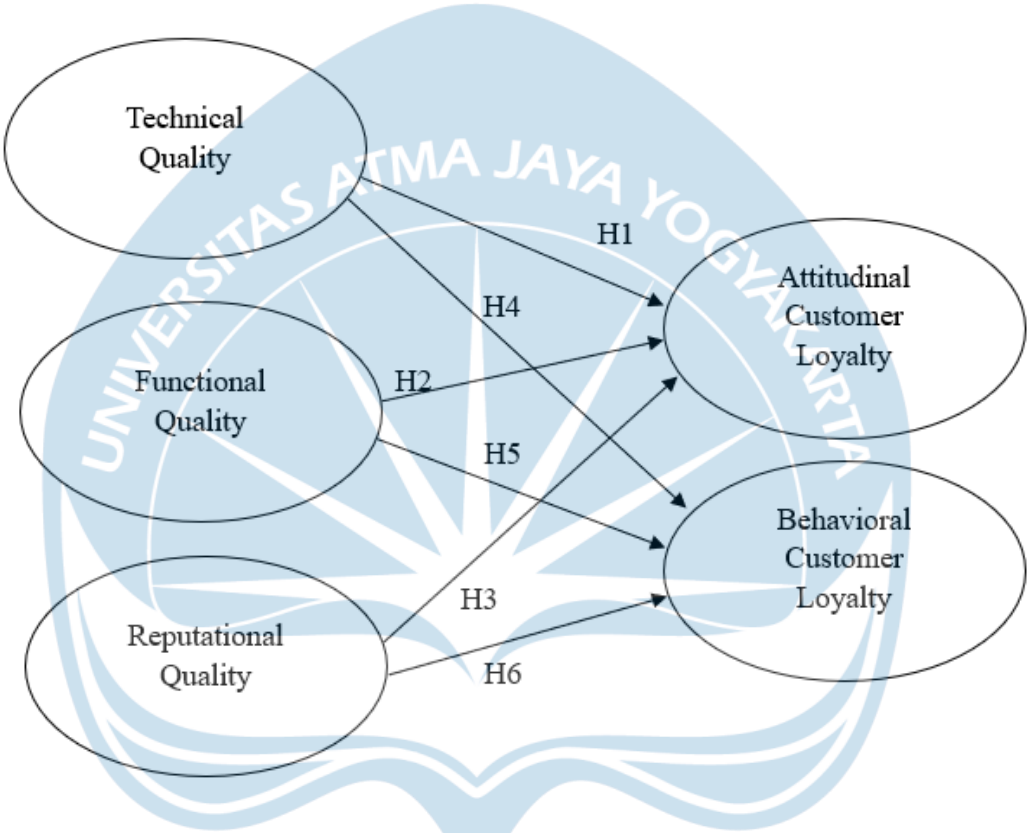 Technical
Quality
UNIVERSITAS ATMA JAYA YOGYAKARTA
H1
Attitudinal
Customer
Loyalty
H4
Functional
Quality
H2
H5
Behavioral
Customer
Loyalty
H3
Reputational
Quality
H6